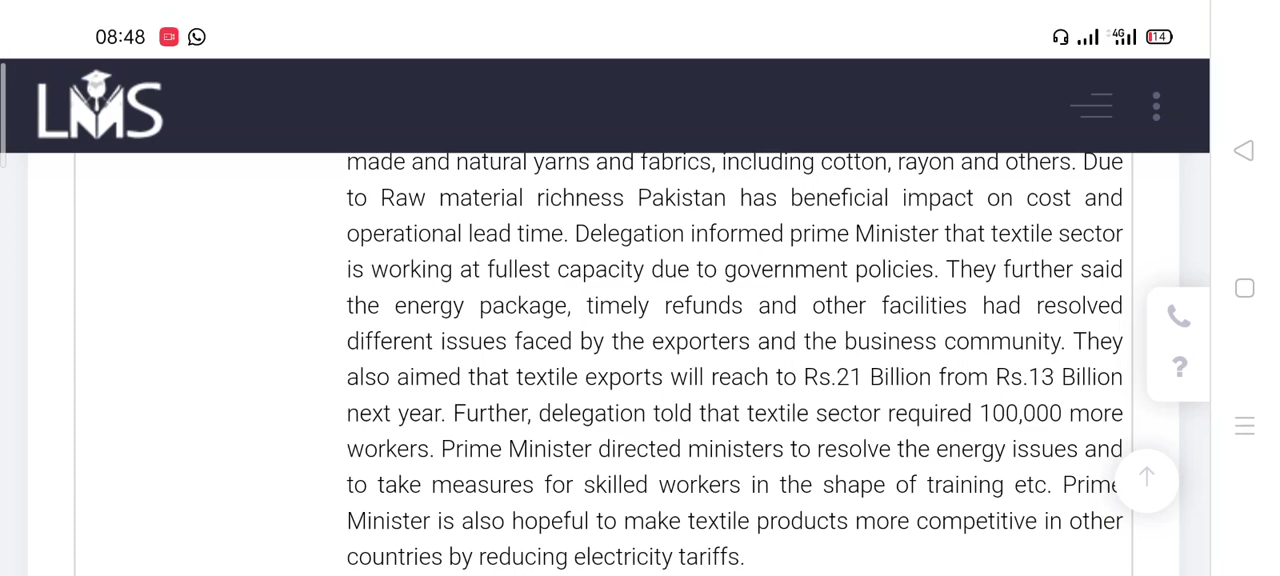 08:48
4G
14
LMS
made and natural yarns and fabrics, including cotton, rayon and others. Due
to Raw material richness Pakistan has beneficial impact on cost and
operational lead time. Delegation informed prime Minister that textile sector
is working at fullest capacity due to government policies. They further said
the energy package, timely refunds and other facilities had resolved
different issues faced by the exporters and the business community. They
also aimed that textile exports will reach to Rs.21 Billion from Rs.13 Billion
next year. Further, delegation told that textile sector required 100,000 more
workers. Prime Minister directed ministers to resolve the energy issues and
to take measures for skilled workers in the shape of training etc. Prime
Minister is also hopeful to make textile products more competitive in other
countries by reducing electricity tariffs.
?